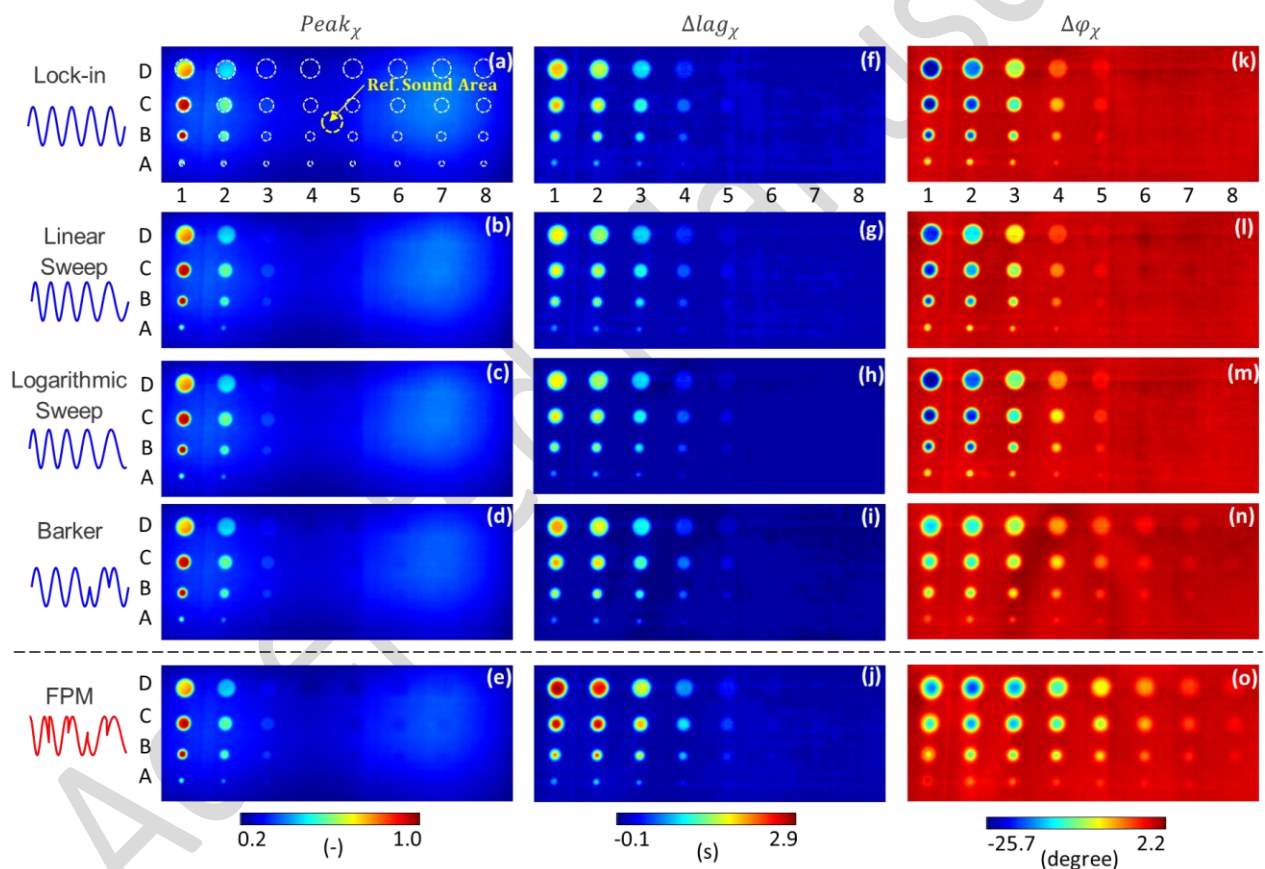 Peakχ Δlagχ Δφχ
Lock-in D (a) (f) (k)
Ref. Sound Area
C
B
A
1 2 3 4 5 6 7 8 1 2 3 4 5 6 7 8 1 2 3 4 5 6 7 8
Linear Sweep D (b) (g) (l)
C
B
A
Logarithmic Sweep D (c) (h) (m)
C
B
A
Barker D (d) (i) (n)
C
B
A
FPM D (e) (j) (o)
C
B
A
0.2 (-) 1.0 -0.1 (s) 2.9 -25.7 (degree) 2.2